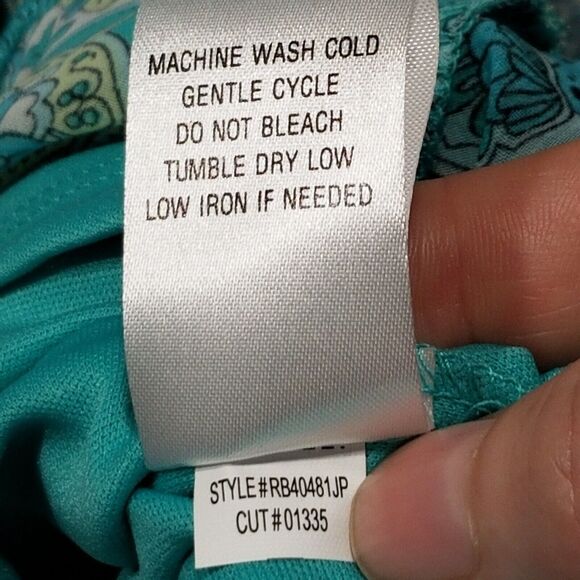 MACHINE WASH COLD
GENTLE CYCLE
DO NOT BLEACH
TUMBLE DRY LOW
LOW IRON IF NEEDED
STYLE#RB40481JP
CUT#01335